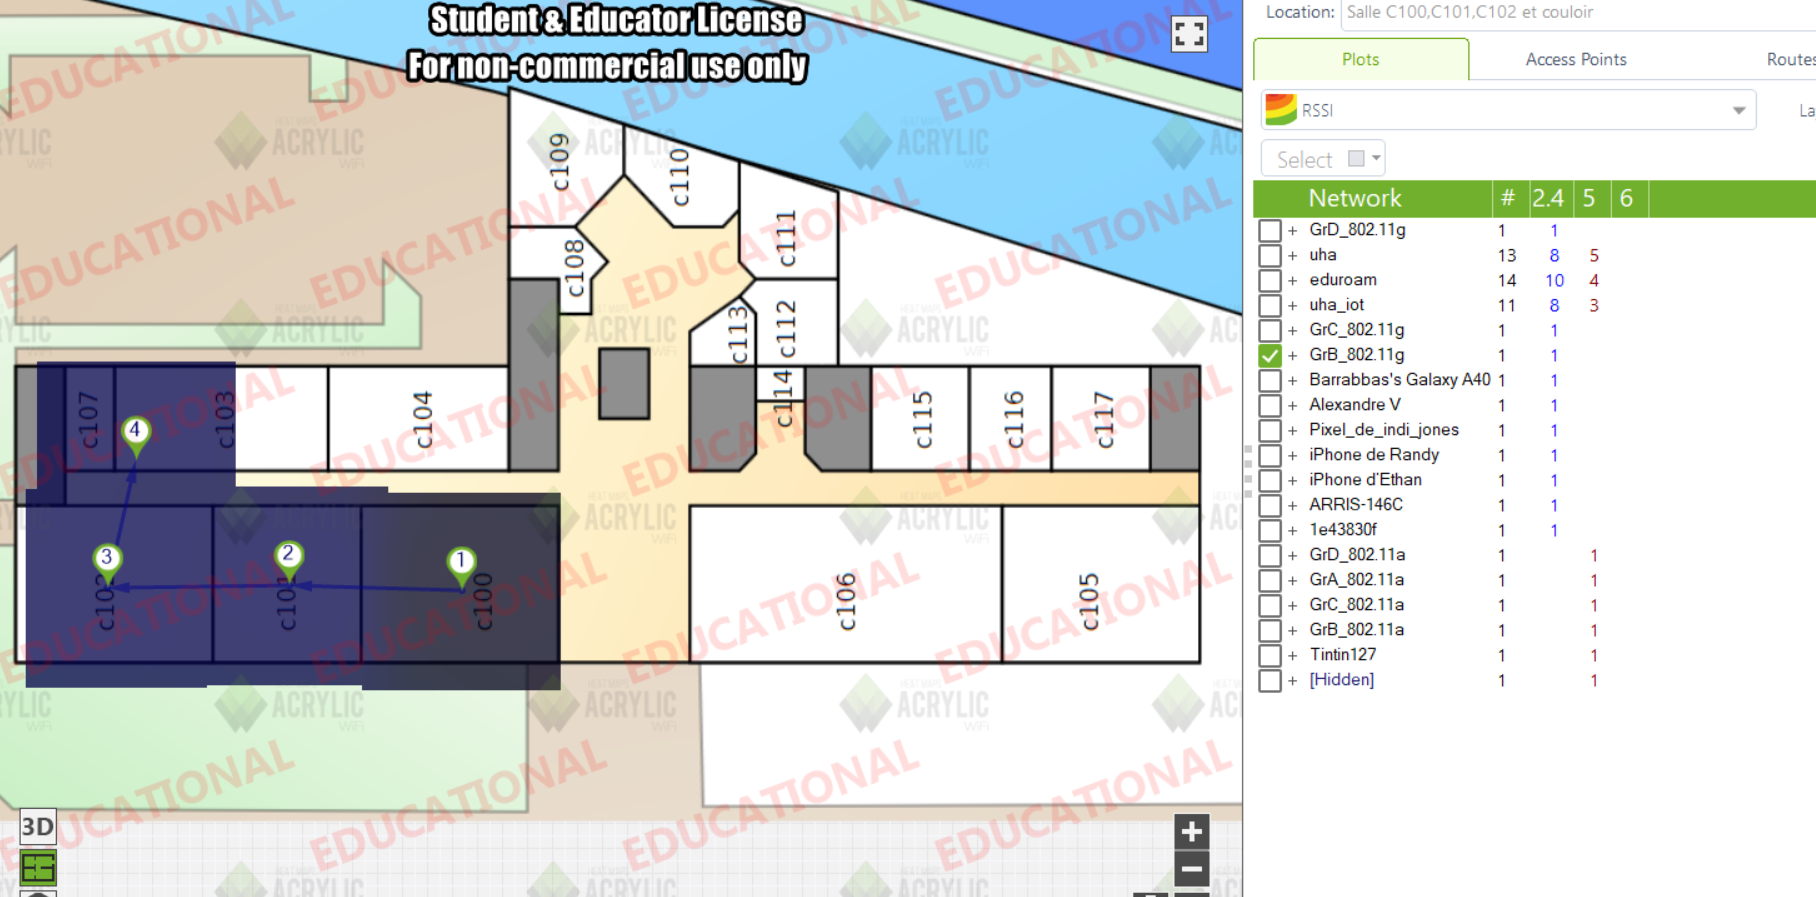 Student & Educator License
For non-commercial use only
c109
c110
c111
c108
c113
c112
c114
c107
c103
c104
c115
c116
c117
4
3
2
1
c101
c100
c106
c105
3D
+
−
EDUCATIONAL
HEAT MAPS
ACRYLIC
WiFi
Location: Salle C100,C101,C102 et couloir
Plots Access Points Routes
RSSI La
Select
Network # 2.4 5 6
+ GrD_802.11g 1 1
+ uha 13 8 5
+ eduroam 14 10 4
+ uha_iot 11 8 3
+ GrC_802.11g 1 1
+ GrB_802.11g 1 1
+ Barrabbas's Galaxy A40 1 1
+ Alexandre V 1 1
+ Pixel_de_indi_jones 1 1
+ iPhone de Randy 1 1
+ iPhone d'Ethan 1 1
+ ARRIS-146C 1 1
+ 1e43830f 1 1
+ GrD_802.11a 1 1
+ GrA_802.11a 1 1
+ GrC_802.11a 1 1
+ GrB_802.11a 1 1
+ Tintin127 1 1
+ [Hidden] 1 1